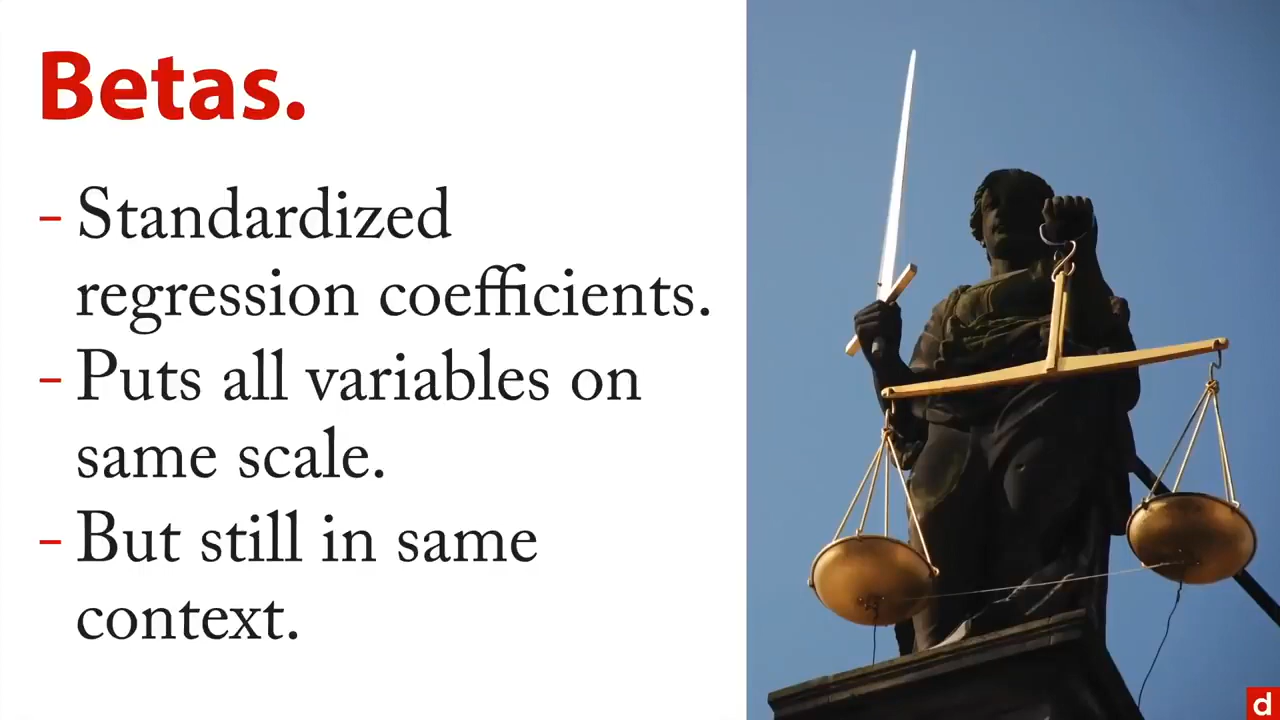 Betas.
– Standardized
regression coefficients.
– Puts all variables on
same scale.
– But still in same
context.
d